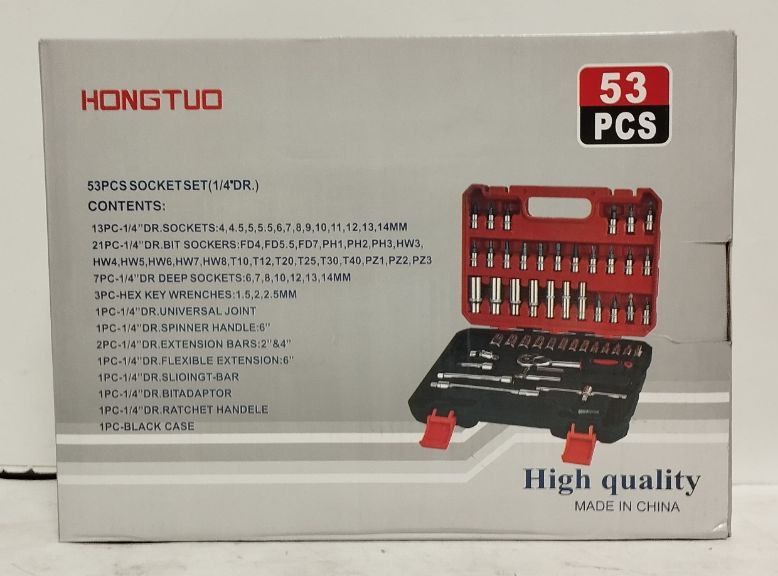 HONGTUO
53
PCS
53PCS SOCKET SET(1/4"DR.)
CONTENTS:
13PC-1/4"DR.SOCKETS:4,4.5,5,5.5,6,7,8,9,10,11,12,13,14MM
21PC-1/4"DR.BIT SOCKERS:FD4,FD5.5,FD7,PH1,PH2,PH3,HW3,
HW4,HW5,HW6,HW7,HW8,T10,T12,T20,T25,T30,T40,PZ1,PZ2,PZ3
7PC-1/4"DR DEEP SOCKETS:6,7,8,10,12,13,14MM
3PC-HEX KEY WRENCHES:1.5,2,2.5MM
1PC-1/4"DR.UNIVERSAL JOINT
1PC-1/4"DR.SPINNER HANDLE:6"
2PC-1/4"DR.EXTENSION BARS:2"&4"
1PC-1/4"DR.FLEXIBLE EXTENSION:6"
1PC-1/4"DR.SLIOINGT-BAR
1PC-1/4"DR.BITADAPTOR
1PC-1/4"DR.RATCHET HANDELE
1PC-BLACK CASE
High quality
MADE IN CHINA